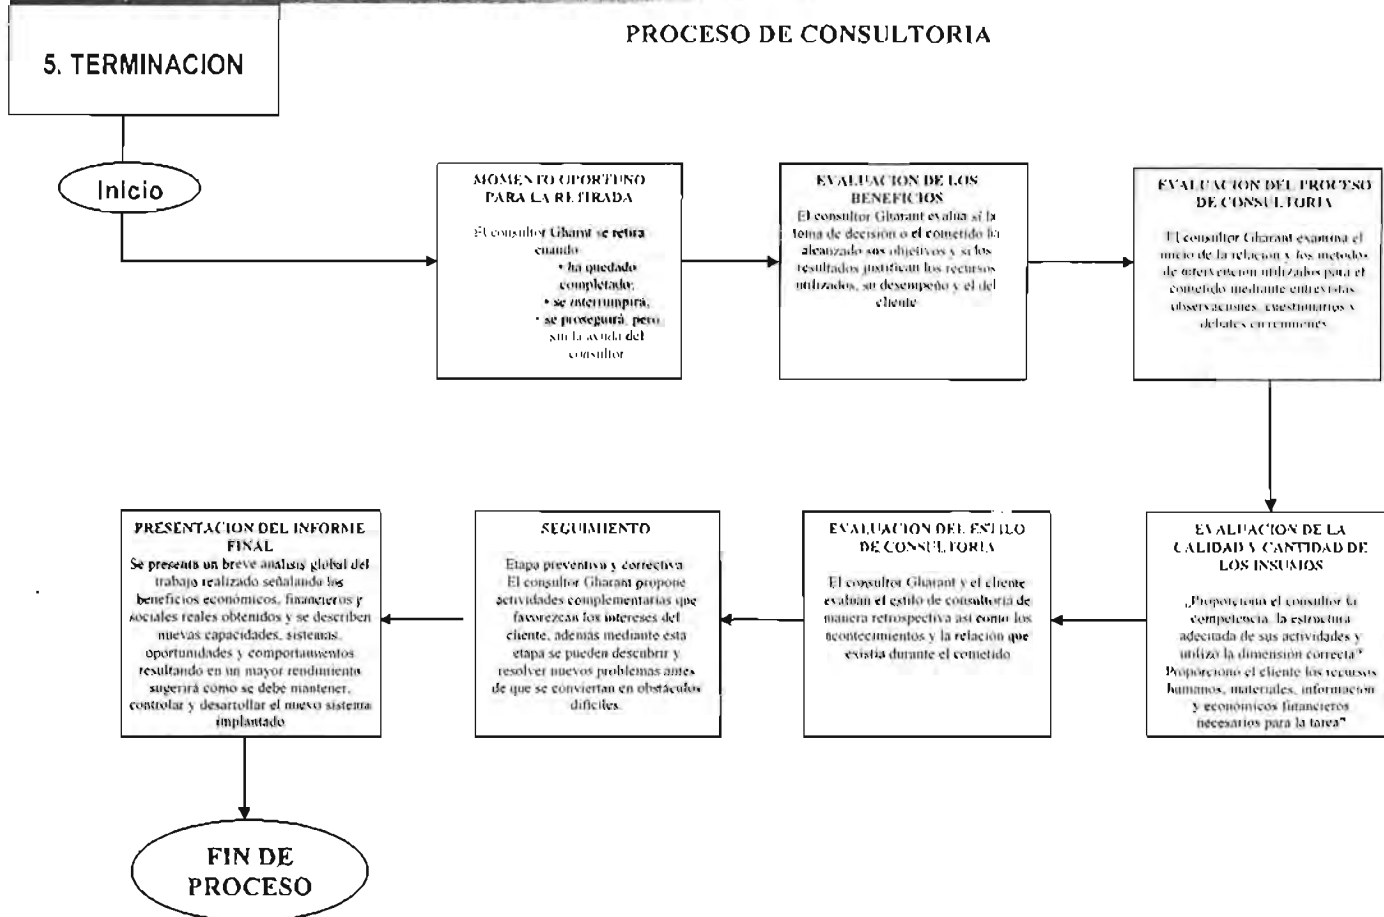 PROCESO DE CONSULTORIA
5. TERMINACION
Inicio
MOMENTO OPORTUNO
PARA LA RETIRADA
El consultor Gharant se retira
cuando
• ha quedado
completado;
• se interrumpirá,
• se proseguirá, pero
sin la ayuda del
consultor
EVALUACION DE LOS
BENEFICIOS
El consultor Gharant evalua si la
toma de decisión o el cometido ha
alcanzado sus objetivos y si los
resultados justifican los recursos
utilizados, su desempeño y el del
cliente
EVALUACION DEL PROCESO
DE CONSULTORIA
El consultor Gharant examina el
inicio de la relación y los metodos
de intervención utilizados para el
cometido mediante entrevistas
observaciones, cuestionarios y
debates en reuniones
EVALUACION DE LA
CALIDAD Y CANTIDAD DE
LOS INSUMOS
¿Proporciono el consultor la
competencia, la estructura
adecuada de sus actividades y
utilizo la dimensión correcta?
Proporciono el cliente los recursos
humanos, materiales, información
y económicos financieros
necesarios para la tarea?
EVALUACION DEL ESTILO
DE CONSULTORIA
El consultor Gharant y el cliente
evaluan el estilo de consultoria de
manera retrospectiva asi como los
acontecimientos y la relación que
existia durante el cometido
SEGUIMIENTO
Etapa preventiva y correctiva
El consultor Gharant propone
actividades complementarias que
favorezcan los intereses del
cliente, además mediante esta
etapa se pueden descubrir y
resolver nuevos problemas antes
de que se conviertan en obstáculos
dificiles
PRESENTACION DEL INFORME
FINAL
Se presenta un breve análisis global del
trabajo realizado señalando los
beneficios económicos, financieros y
sociales reales obtenidos y se describen
nuevas capacidades, sistemas,
oportunidades y comportamientos
resultando en un mayor rendimiento
sugerirá como se debe mantener,
controlar y desarrollar el nuevo sistema
implantado
FIN DE
PROCESO